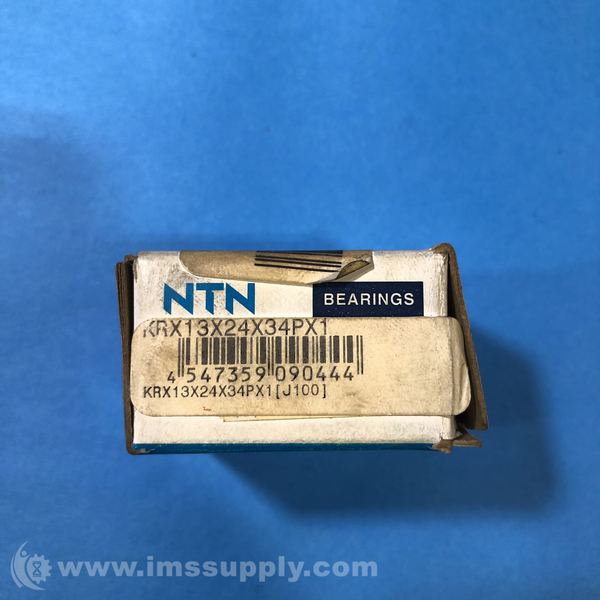 NTN
BEARINGS
KRX13X24X34PX1
4 547359 090444
KRX13X24X34PX1[J100]
www.imssupply.com